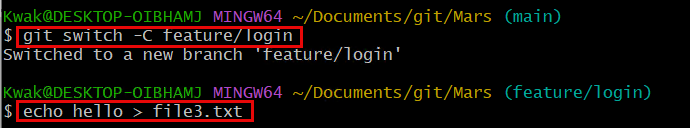 Kwak@DESKTOP-OIBHAMJ MINGW64 ~/Documents/git/Mars (main)
$ git switch -C feature/login
Switched to a new branch 'feature/login'
Kwak@DESKTOP-OIBHAMJ MINGW64 ~/Documents/git/Mars (feature/login)
$ echo hello > file3.txt